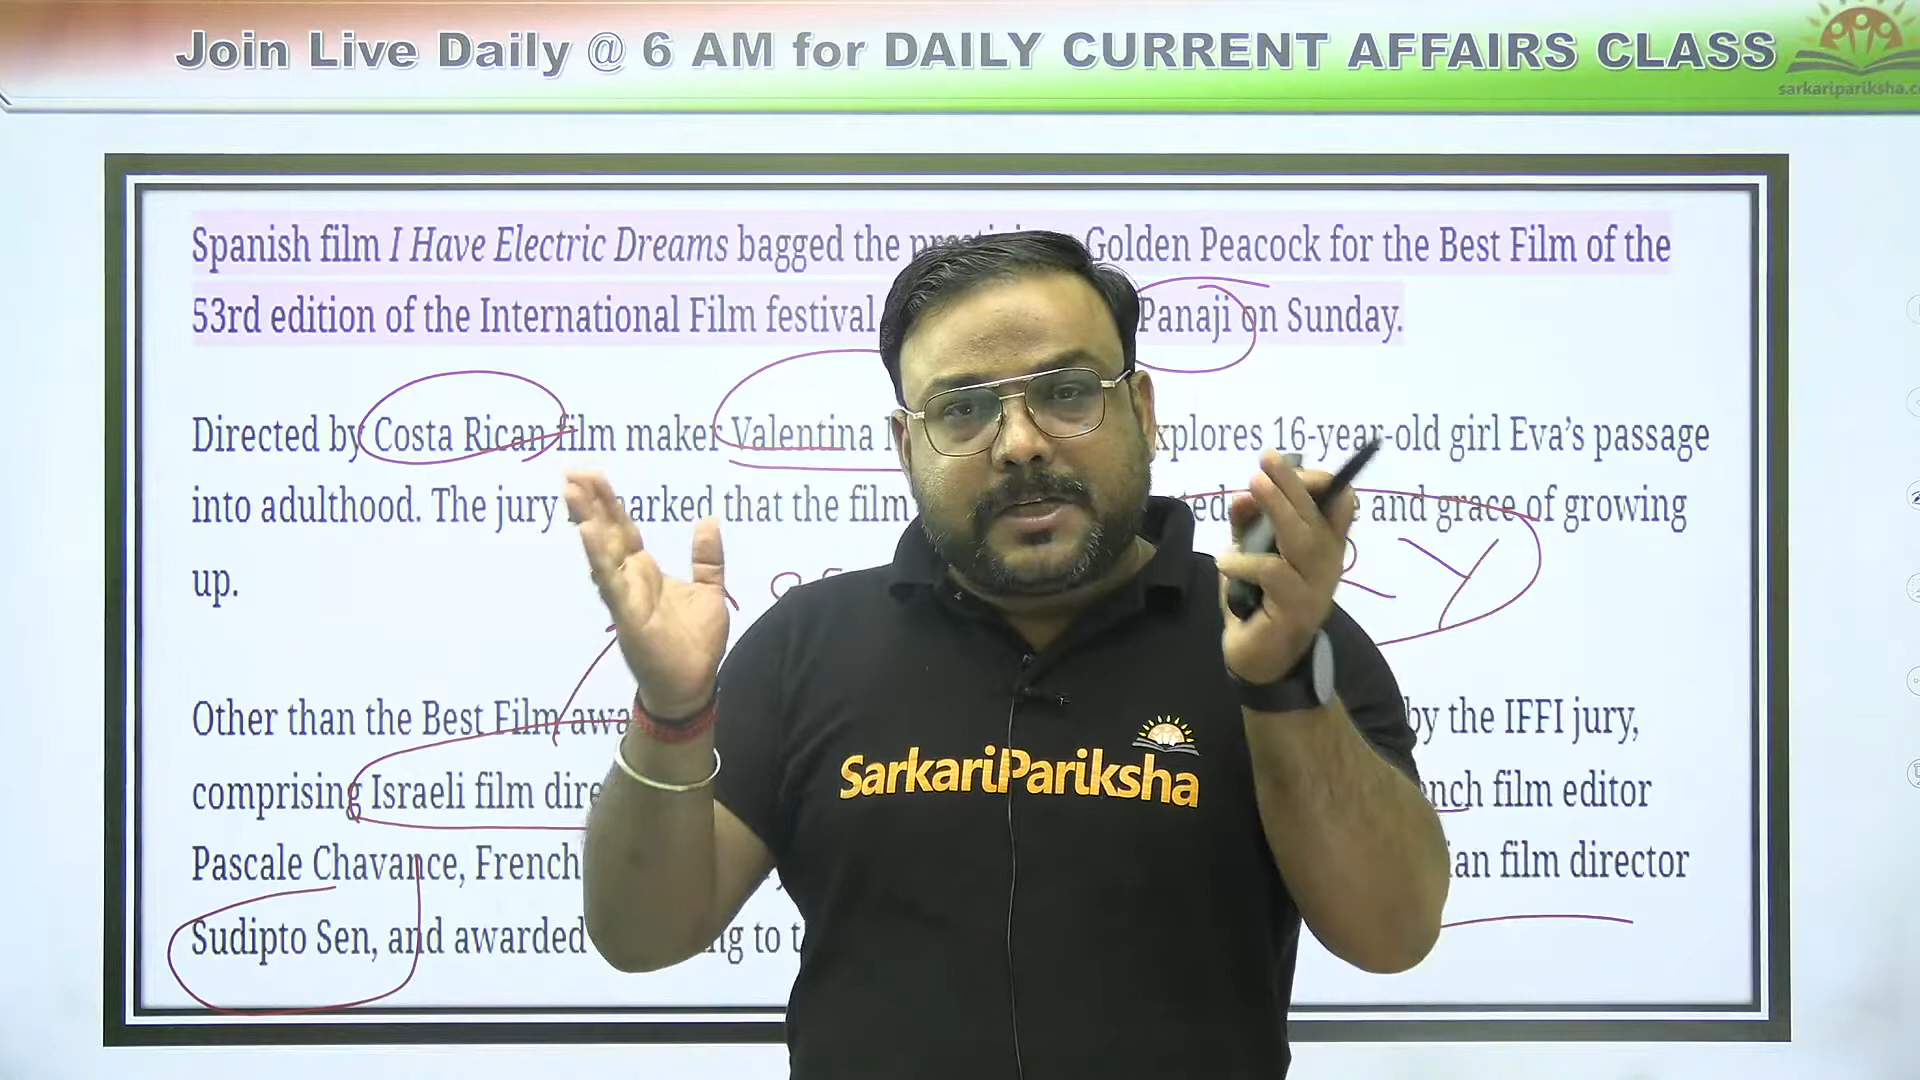 Join Live Daily @ 6 AM for DAILY CURRENT AFFAIRS CLASS
sarkaripariksha.c
Spanish film I Have Electric Dreams bagged the Golden Peacock for the Best Film of the
53rd edition of the International Film festival Panaji on Sunday.
Directed by Costa Rican film maker Valentina explores 16-year-old girl Eva's passage
into adulthood. The jury remarked that the film and grace of growing
up.
RY
Other than the Best Film by the IFFI jury,
comprising Israeli film French film editor
Pascale Chavance, French film director
Sudipto Sen, and awarded
SarkariPariksha